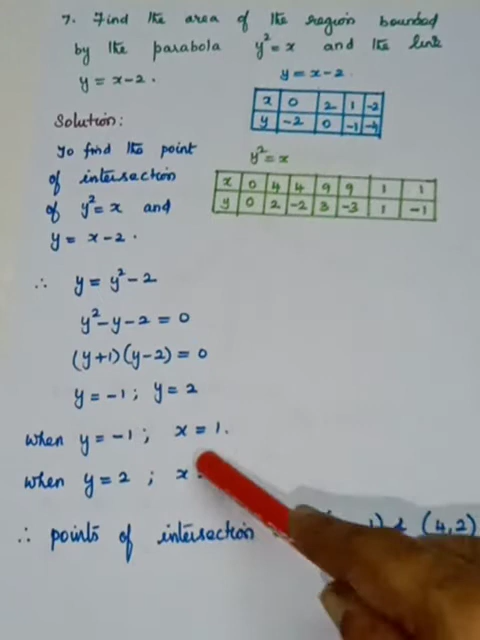 7. Find the area of the region bounded
by the parabola y² = x and the line
y = x-2.
y = x-2
x 0 2 1 -2
y -2 0 -1 -4
Solution:
To find the point
of intersection
of y² = x and
y = x-2.
y² = x
x 0 4 4 9 9 1 1
y 0 2 -2 3 -3 1 -1
∴ y = y² - 2
y² - y - 2 = 0
(y+1)(y-2) = 0
y = -1; y = 2
when y = -1; x = 1.
when y = 2; x
∴ points of intersection (4,2)